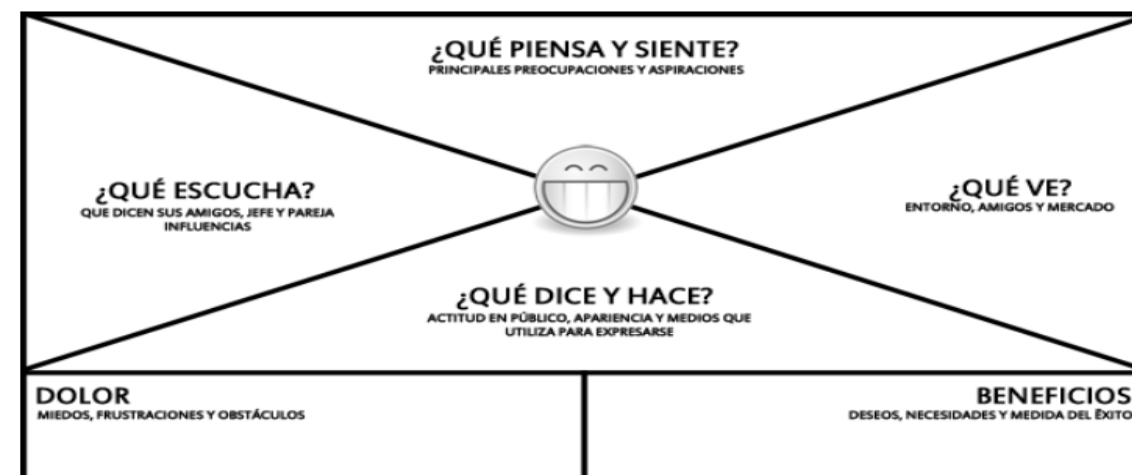 ¿QUÉ PIENSA Y SIENTE?
PRINCIPALES PREOCUPACIONES Y ASPIRACIONES
¿QUÉ ESCUCHA?
QUE DICEN SUS AMIGOS, JEFE Y PAREJA
INFLUENCIAS
¿QUÉ VE?
ENTORNO, AMIGOS Y MERCADO
¿QUÉ DICE Y HACE?
ACTITUD EN PÚBLICO, APARIENCIA Y MEDIOS QUE
UTILIZA PARA EXPRESARSE
DOLOR
MIEDOS, FRUSTRACIONES Y OBSTÁCULOS
BENEFICIOS
DESEOS, NECESIDADES Y MEDIDA DEL ÉXITO